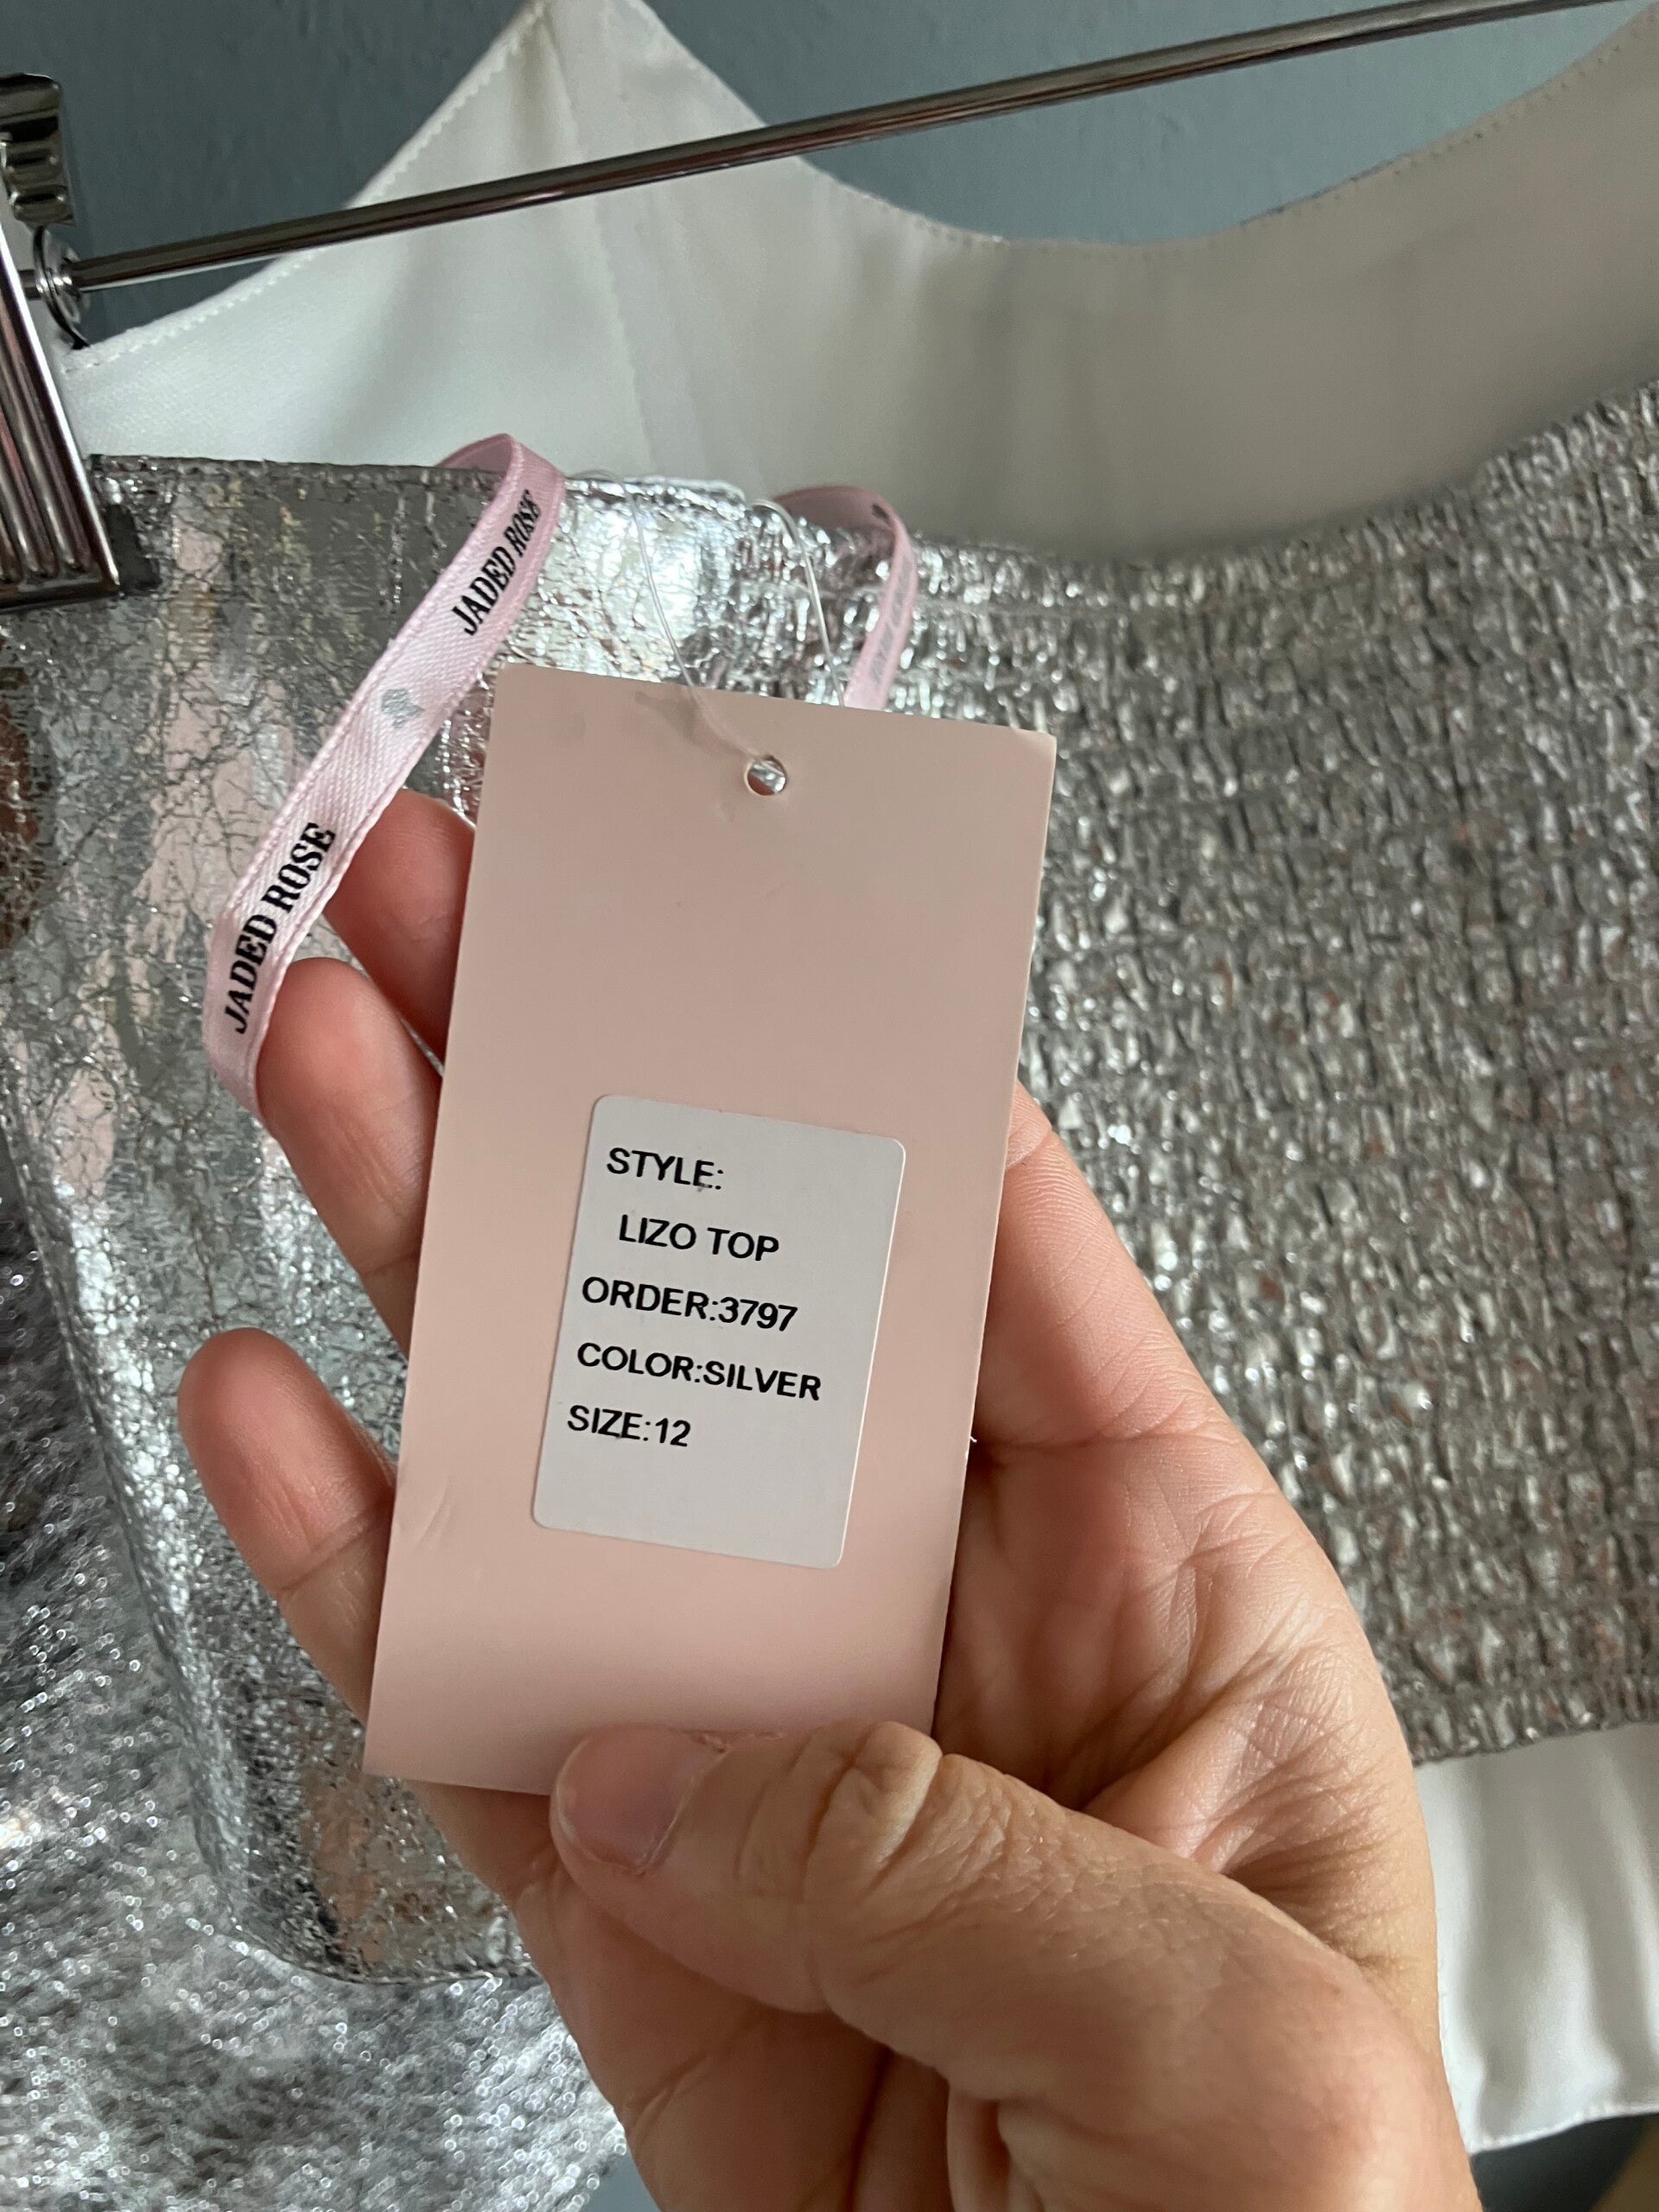 JADED ROSE
JADED ROSE
STYLE:
LIZO TOP
ORDER:3797
COLOR:SILVER
SIZE:12